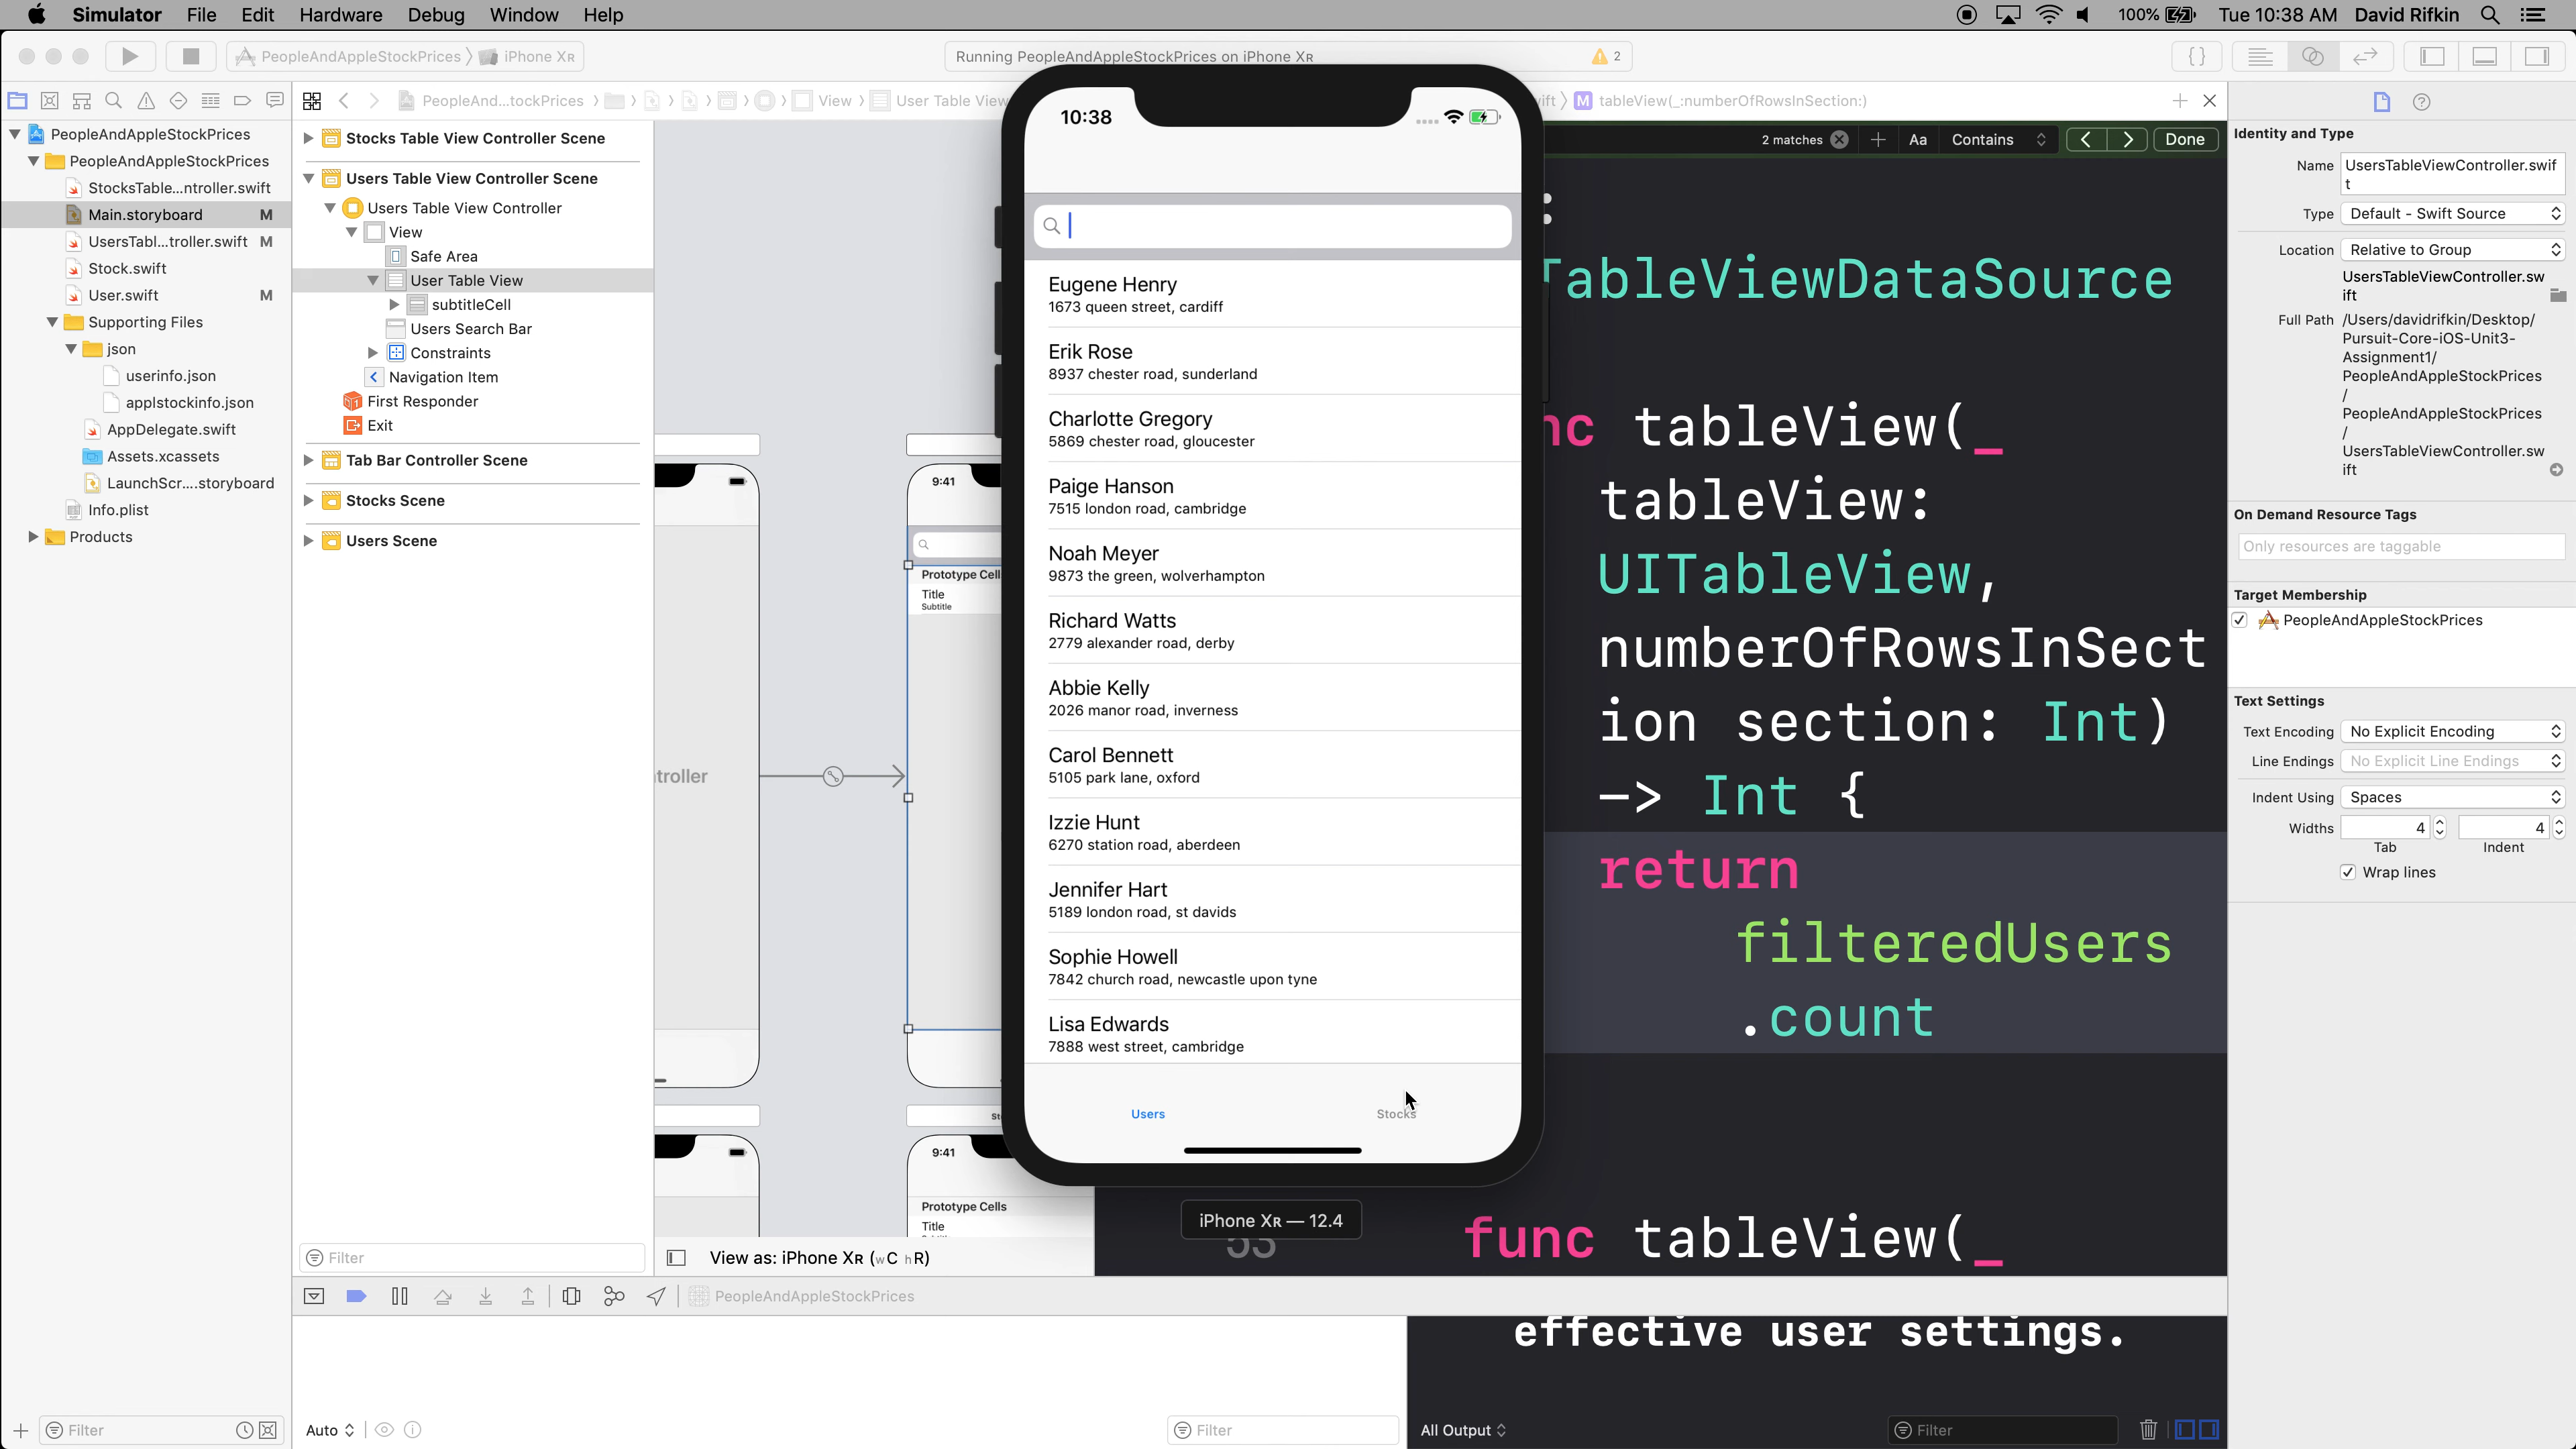 Simulator File Edit Hardware Debug Window Help
100% Tue 10:38 AM David Rifkin
PeopleAndAppleStockPrices iPhone XR
Running PeopleAndAppleStockPrices on iPhone XR
2
PeopleAnd...tockPrices View User Table View
ift M tableView(_:numberOfRowsInSection:)
PeopleAndAppleStockPrices
PeopleAndAppleStockPrices
StocksTable...ntroller.swift
Main.storyboard M
UsersTabl...troller.swift M
Stock.swift
User.swift M
Supporting Files
json
userinfo.json
applstockinfo.json
AppDelegate.swift
Assets.xcassets
LaunchScr....storyboard
Info.plist
Products
Filter
Stocks Table View Controller Scene
Users Table View Controller Scene
Users Table View Controller
View
Safe Area
User Table View
subtitleCell
Users Search Bar
Constraints
Navigation Item
First Responder
Exit
Tab Bar Controller Scene
Stocks Scene
Users Scene
Filter
ntroller
9:41
Prototype Cell
Title
Subtitle
9:41
Prototype Cells
Title
View as: iPhone XR (wC hR)
10:38
Eugene Henry
1673 queen street, cardiff
Erik Rose
8937 chester road, sunderland
Charlotte Gregory
5869 chester road, gloucester
Paige Hanson
7515 london road, cambridge
Noah Meyer
9873 the green, wolverhampton
Richard Watts
2779 alexander road, derby
Abbie Kelly
2026 manor road, inverness
Carol Bennett
5105 park lane, oxford
Izzie Hunt
6270 station road, aberdeen
Jennifer Hart
5189 london road, st davids
Sophie Howell
7842 church road, newcastle upon tyne
Lisa Edwards
7888 west street, cambridge
Users Stocks
iPhone XR — 12.4
2 matches Aa Contains Done
:
TableViewDataSource
nc tableView(_
tableView:
UITableView,
numberOfRowsInSect
ion section: Int)
-> Int {
return
filteredUsers
.count
53 func tableView(_
PeopleAndAppleStockPrices
effective user settings.
Auto Filter
All Output Filter
Identity and Type
Name UsersTableViewController.swif
t
Type Default - Swift Source
Location Relative to Group
UsersTableViewController.sw
ift
Full Path /Users/davidrifkin/Desktop/
Pursuit-Core-iOS-Unit3-
Assignment1/
PeopleAndAppleStockPrices
/
PeopleAndAppleStockPrices
/
UsersTableViewController.sw
ift
On Demand Resource Tags
Only resources are taggable
Target Membership
PeopleAndAppleStockPrices
Text Settings
Text Encoding No Explicit Encoding
Line Endings No Explicit Line Endings
Indent Using Spaces
Widths 4 4
Tab Indent
Wrap lines